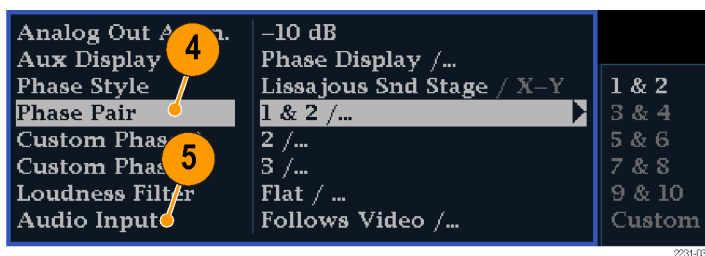 Analog Out A n. –10 dB
4
Aux Display Phase Display /...
Phase Style Lissajous Snd Stage / X–Y 1 & 2
Phase Pair 1 & 2 /... 3 & 4
Custom Phas 2 /... 5 & 6
5
Custom Phas 3 /... 7 & 8
Loudness Filter Flat / ... 9 & 10
Audio Input Follows Video /... Custom
2231-03